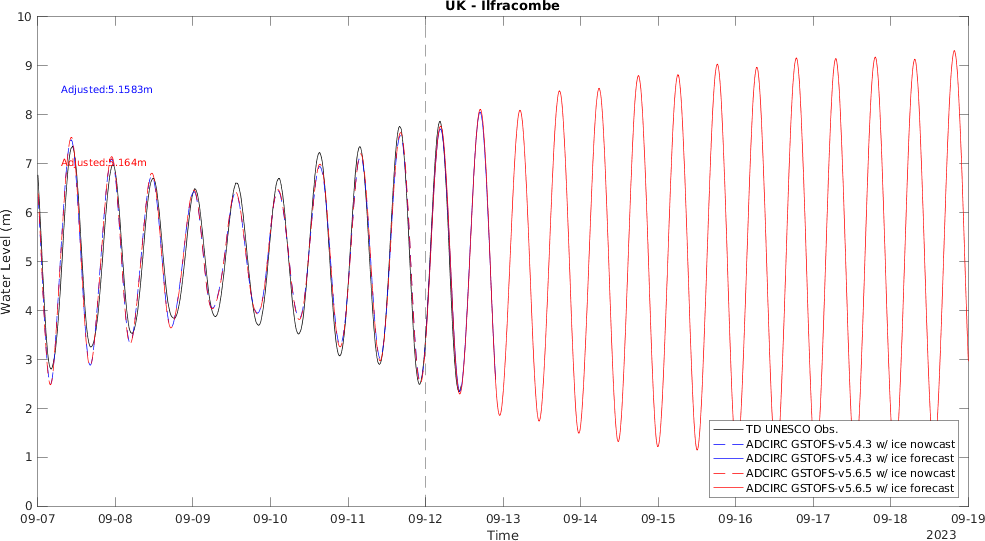 UK - Ilfracombe
10
9
8
7
6
5
4
3
2
1
0
Water Level (m)
Adjusted:5.1583m
Adjusted:5.164m
TD UNESCO Obs.
ADCIRC GSTOFS-v5.4.3 w/ ice nowcast
ADCIRC GSTOFS-v5.4.3 w/ ice forecast
ADCIRC GSTOFS-v5.6.5 w/ ice nowcast
ADCIRC GSTOFS-v5.6.5 w/ ice forecast
09-07 09-08 09-09 09-10 09-11 09-12 09-13 09-14 09-15 09-16 09-17 09-18 09-19
Time
2023